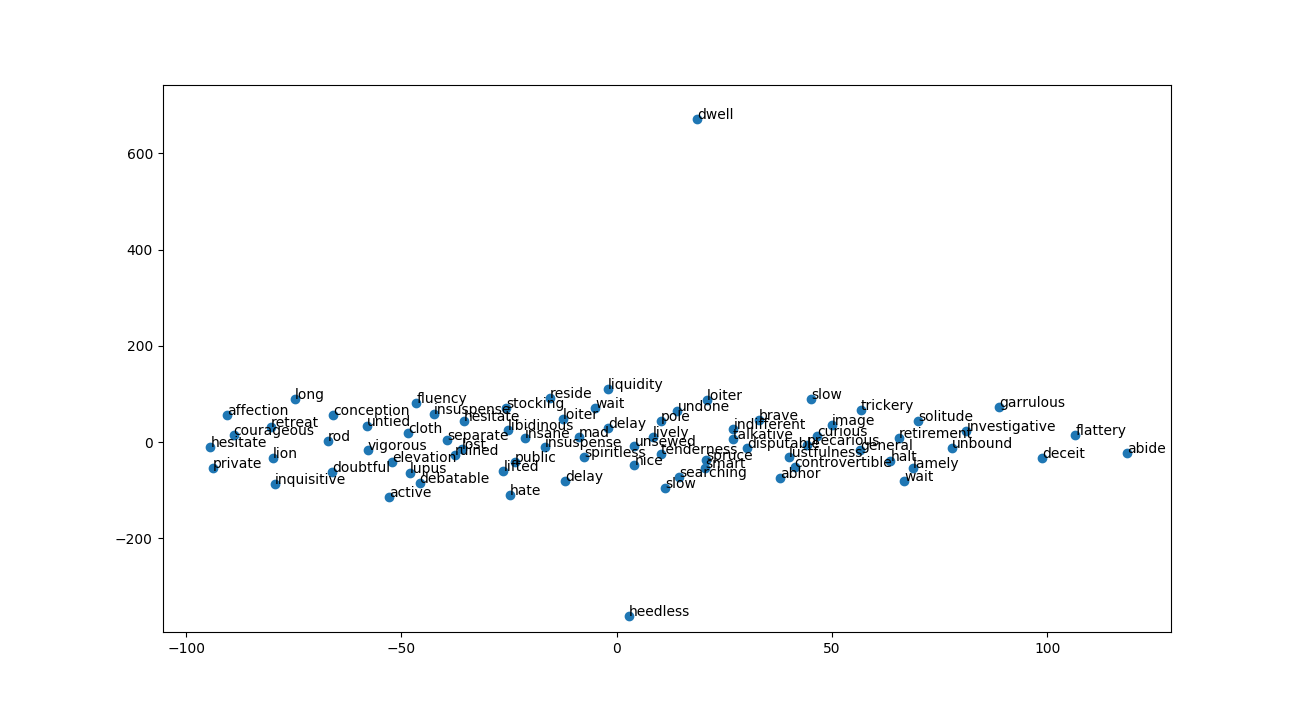 dwell
600
400
200
liquidity
long
fluency
reside
loiter
slow
affection
conception
insuspense
stocking
wait
undone
trickery
garrulous
retreat
untied
hesitate
loiter
delay
pole
brave
image
solitude
courageous
rod
cloth
separate
libidinous
insane
mad
lively
indifferent
talkative
curious
retirement
investigative
flattery
0
hesitate
vigorous
lost
ruined
insuspense
unsewed
tenderness
disputable
precarious
general
unbound
abide
private
lion
doubtful
elevation
lupus
public
lifted
spiritless
nice
spruce
smart
searching
lustfulness
controvertible
halt
lamely
deceit
inquisitive
active
debatable
hate
delay
slow
abhor
wait
−200
heedless
−100
−50
0
50
100